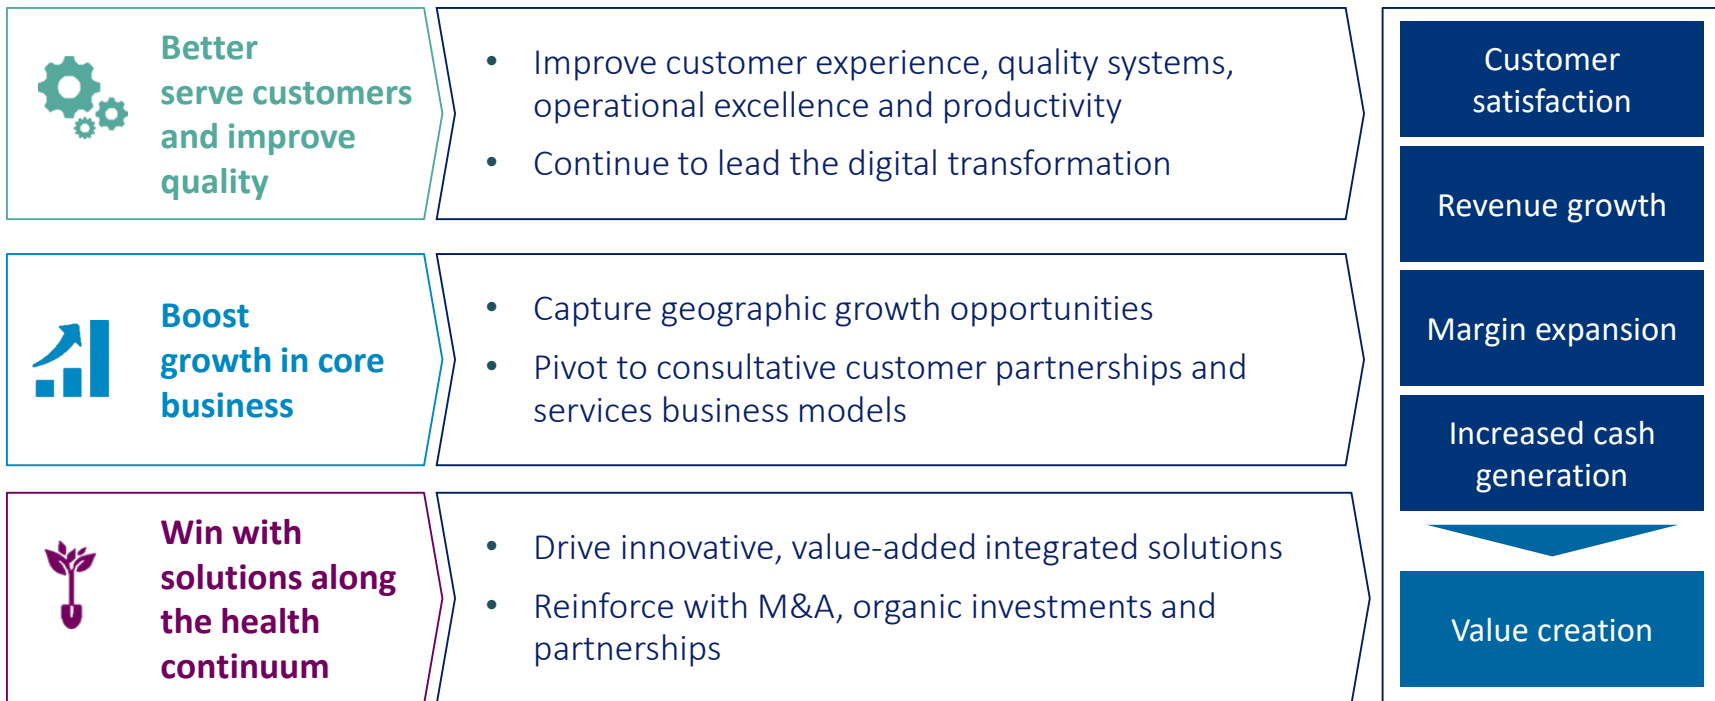 Better
serve customers
and improve
quality
• Improve customer experience, quality systems,
operational excellence and productivity
• Continue to lead the digital transformation
Boost
growth in core
business
• Capture geographic growth opportunities
• Pivot to consultative customer partnerships and
services business models
Win with
solutions along
the health
continuum
• Drive innovative, value-added integrated solutions
• Reinforce with M&A, organic investments and
partnerships
Customer
satisfaction
Revenue growth
Margin expansion
Increased cash
generation
Value creation